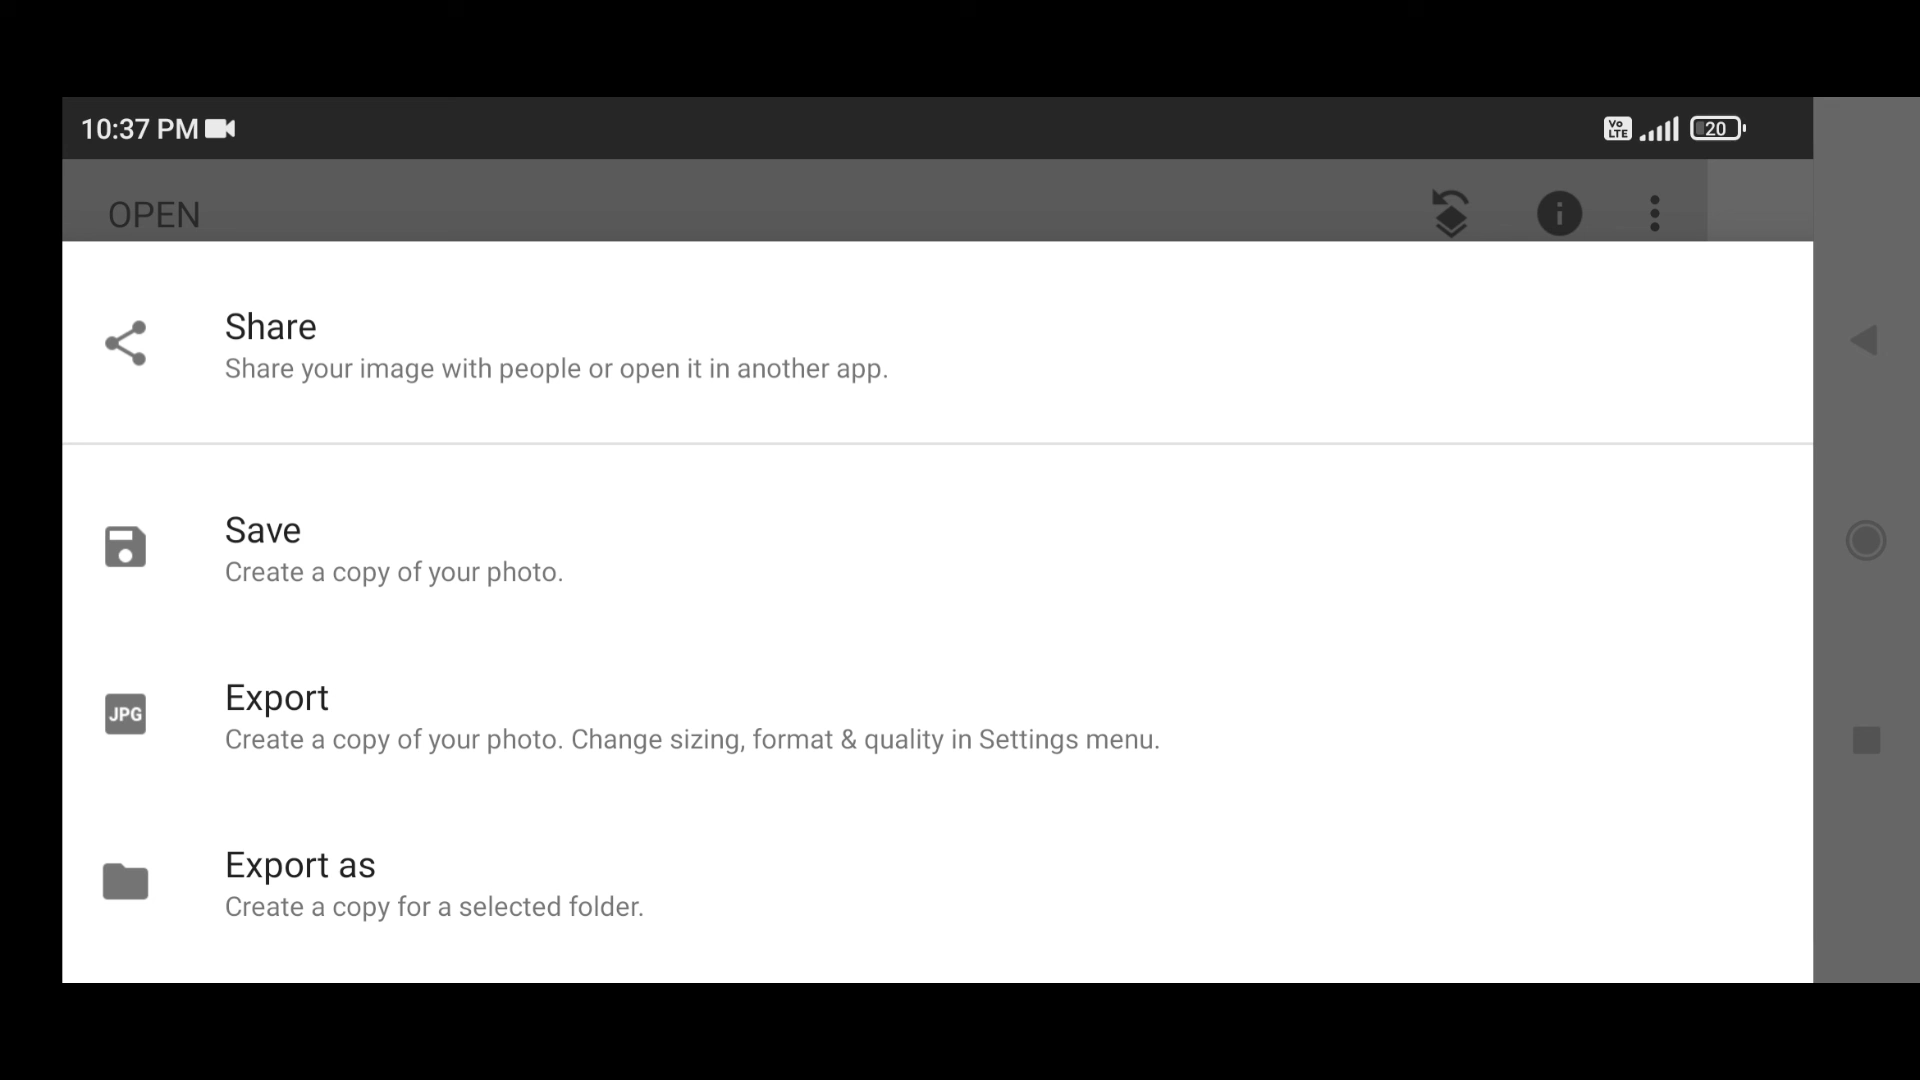 10:37 PM
Vo LTE
20
OPEN
Share
Share your image with people or open it in another app.
Save
Create a copy of your photo.
JPG
Export
Create a copy of your photo. Change sizing, format & quality in Settings menu.
Export as
Create a copy for a selected folder.